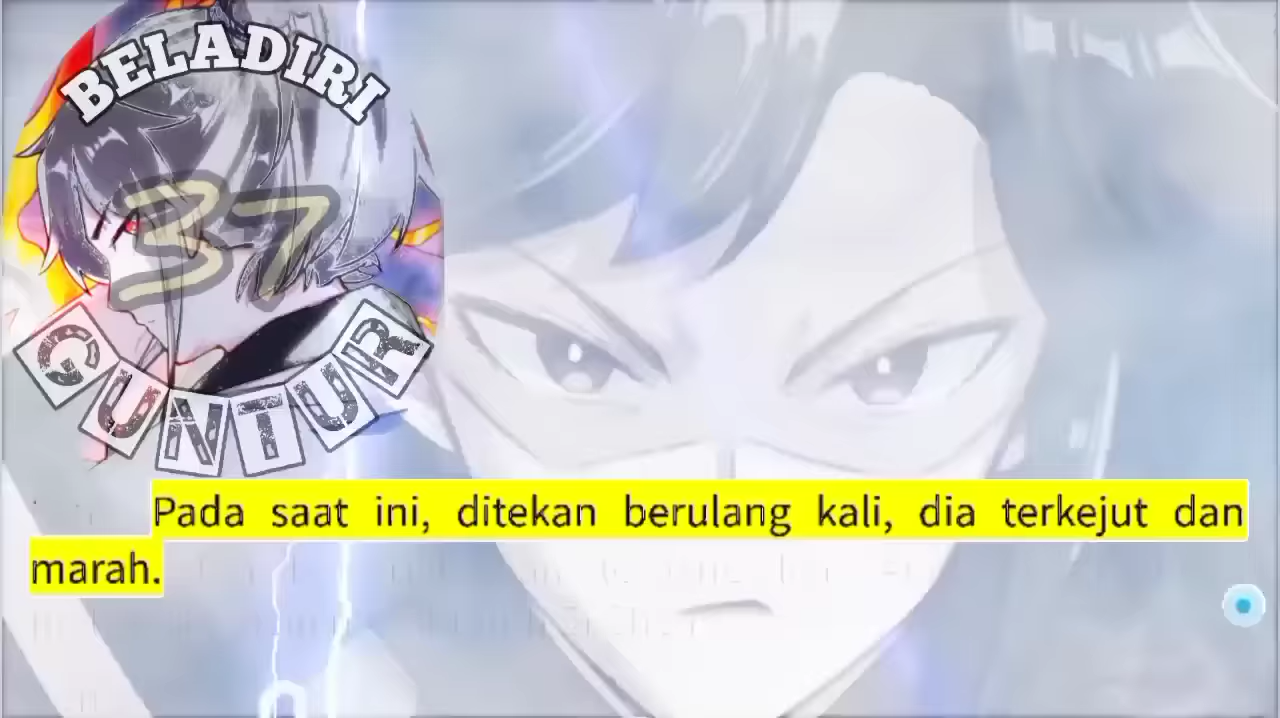 BELADIRI
37
GUNTUR
Pada saat ini, ditekan berulang kali, dia terkejut dan
marah.